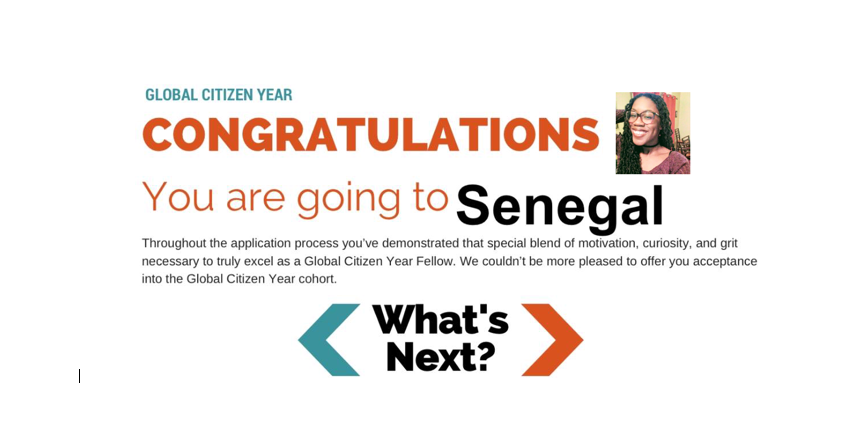 GLOBAL CITIZEN YEAR
CONGRATULATIONS
You are going to Senegal
Throughout the application process you've demonstrated that special blend of motivation, curiosity, and grit
necessary to truly excel as a Global Citizen Year Fellow. We couldn't be more pleased to offer you acceptance
into the Global Citizen Year cohort.
What's
Next?